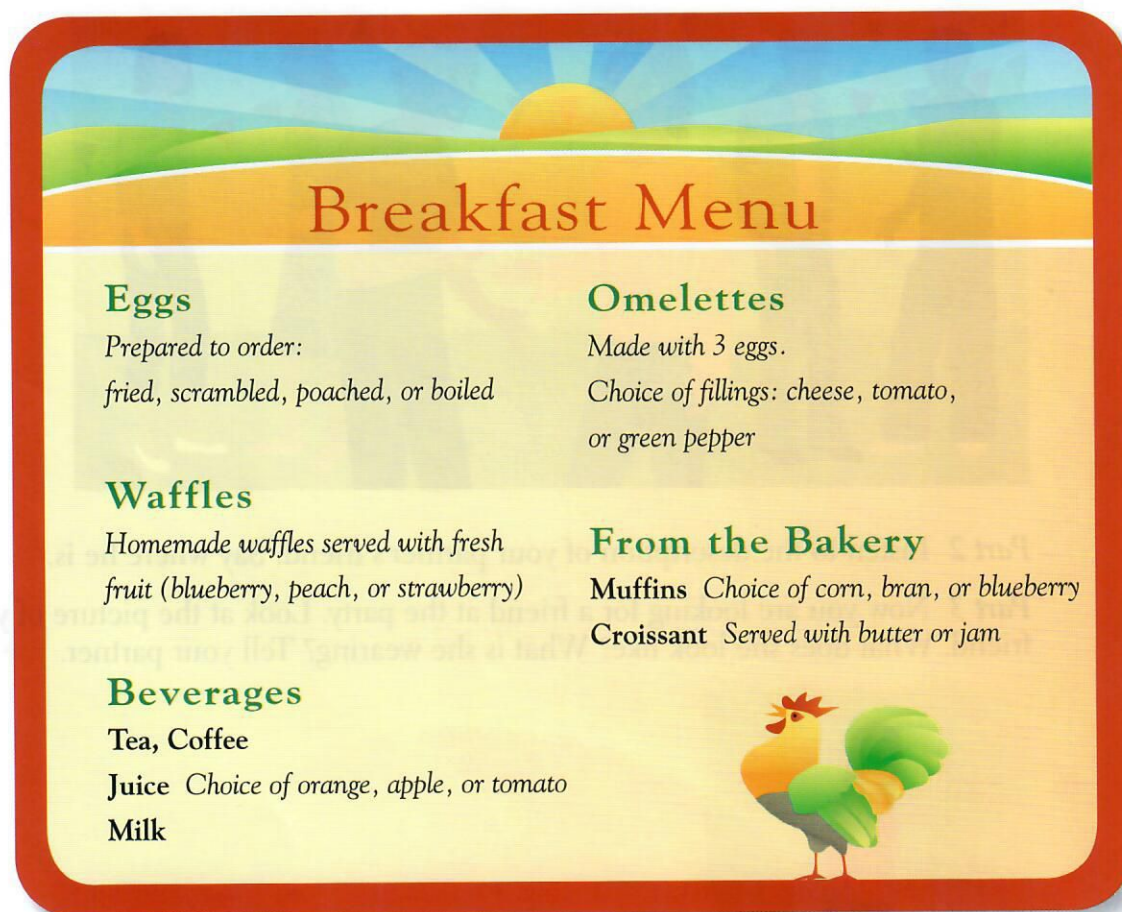 Breakfast Menu
Eggs
Prepared to order:
fried, scrambled, poached, or boiled
Waffles
Homemade waffles served with fresh
fruit (blueberry, peach, or strawberry)
Beverages
Tea, Coffee
Juice Choice of orange, apple, or tomato
Milk
Omelettes
Made with 3 eggs.
Choice of fillings: cheese, tomato,
or green pepper
From the Bakery
Muffins Choice of corn, bran, or blueberry
Croissant Served with butter or jam